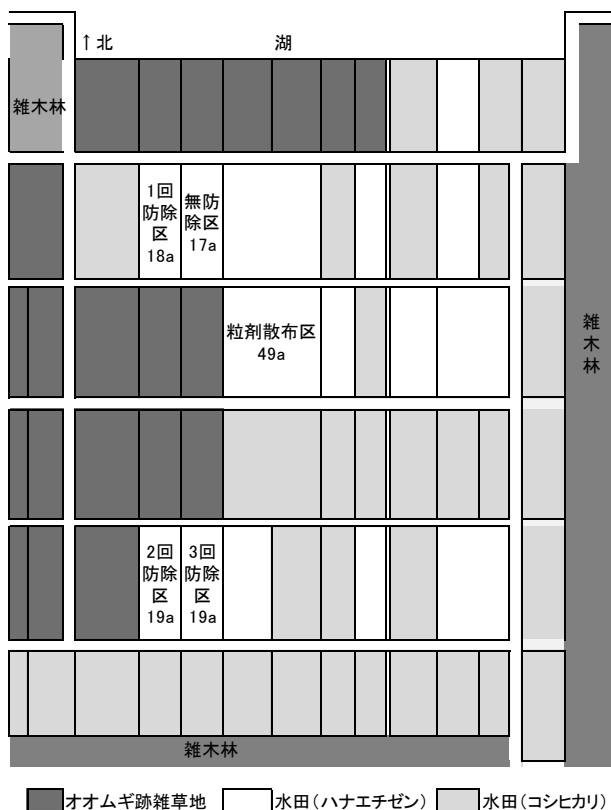 ↑北
湖
雑木林
1回
防除
区
18a
無防
除区
17a
粒剤散布区
49a
雑
木
林
2回
防除
区
19a
3回
防除
区
19a
雑木林
オオムギ跡雑草地
水田(ハナエチゼン)
水田(コシヒカリ)